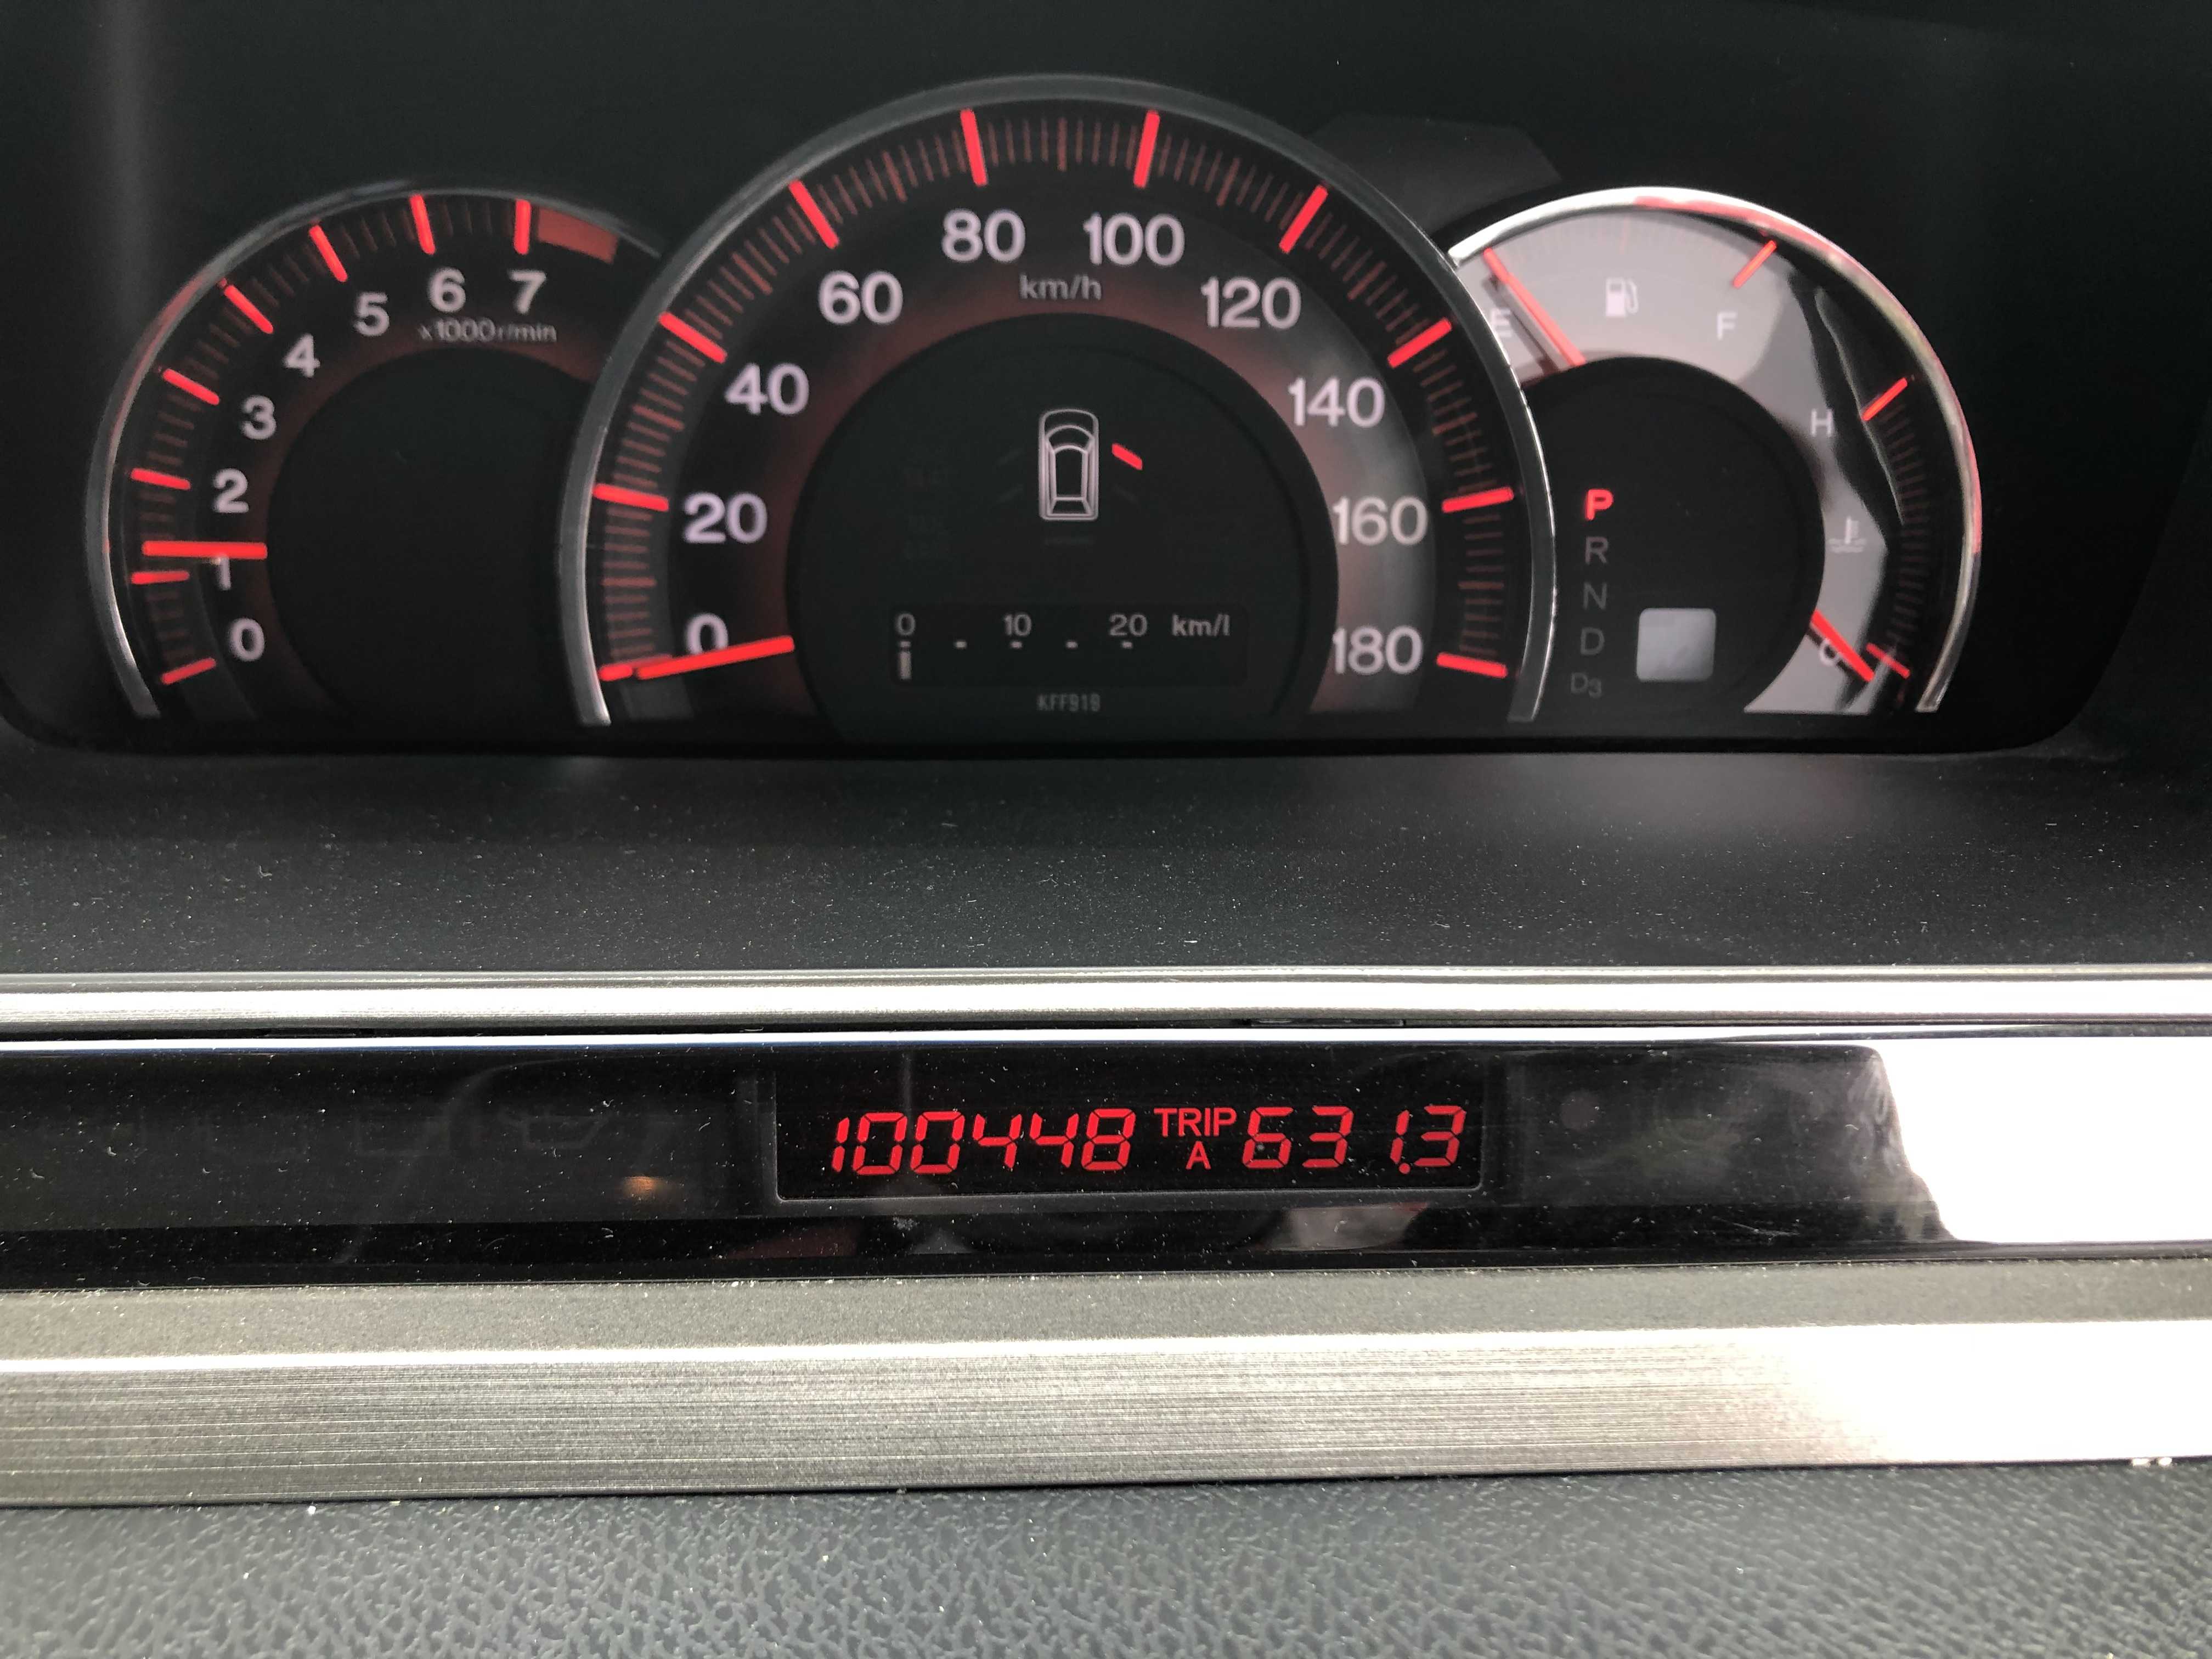 0 1 2 3 4 5 6 7
x1000r/min
0 20 40 60 80 100 120 140 160 180
km/h
0 10 20 km/l
KFF919
E F
H
C
P
R
N
D
D3
100448 TRIP A 631.3